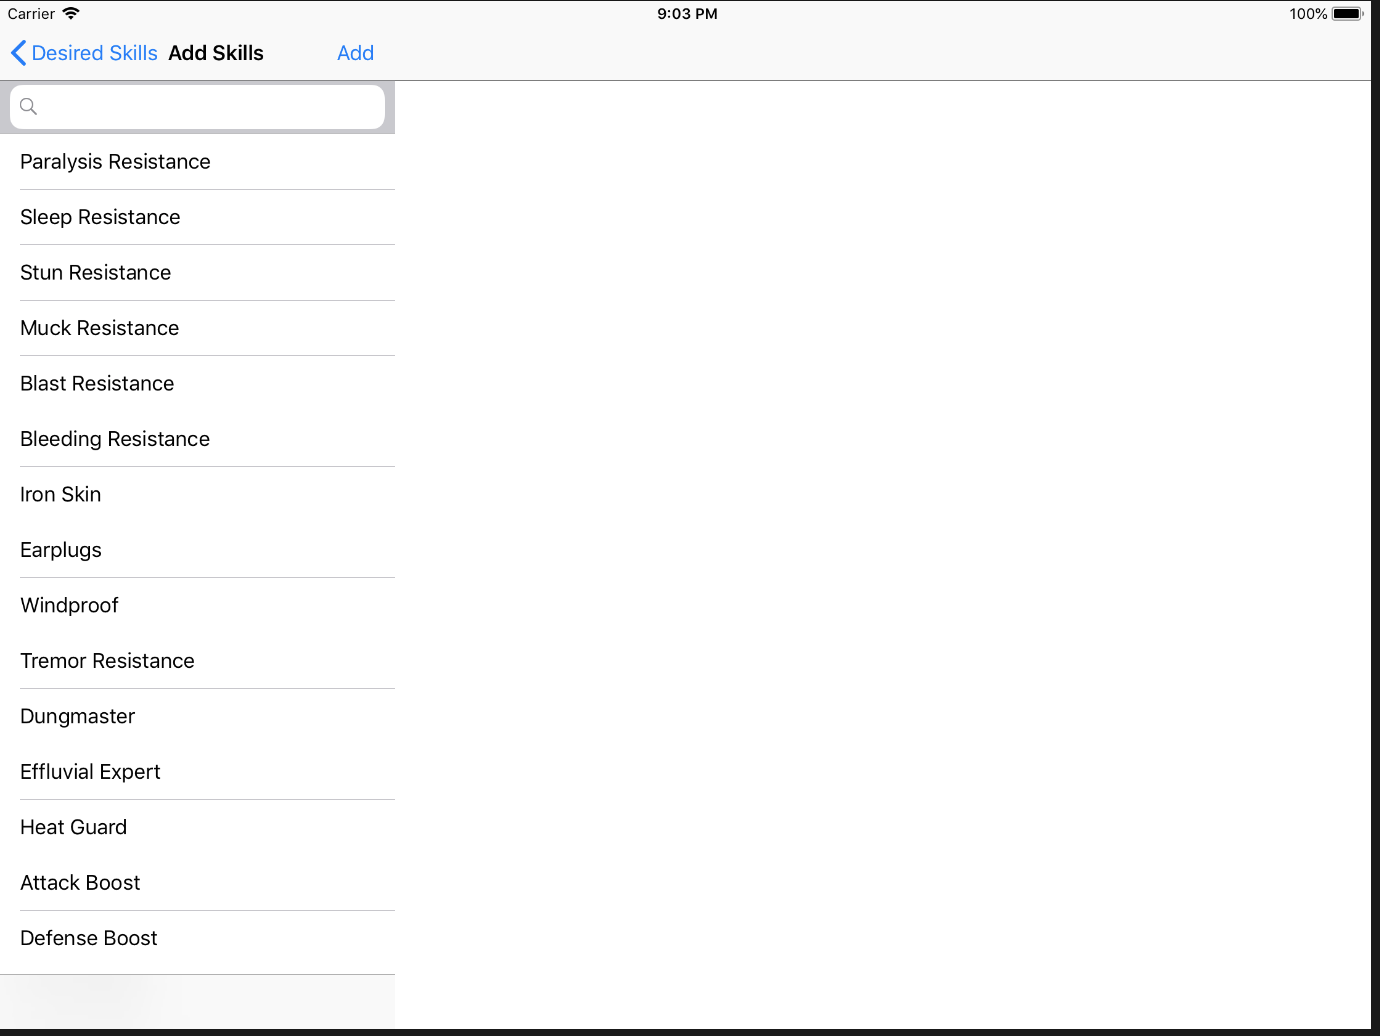 Carrier 9:03 PM 100%
Desired Skills Add Skills Add
Paralysis Resistance
Sleep Resistance
Stun Resistance
Muck Resistance
Blast Resistance
Bleeding Resistance
Iron Skin
Earplugs
Windproof
Tremor Resistance
Dungmaster
Effluvial Expert
Heat Guard
Attack Boost
Defense Boost